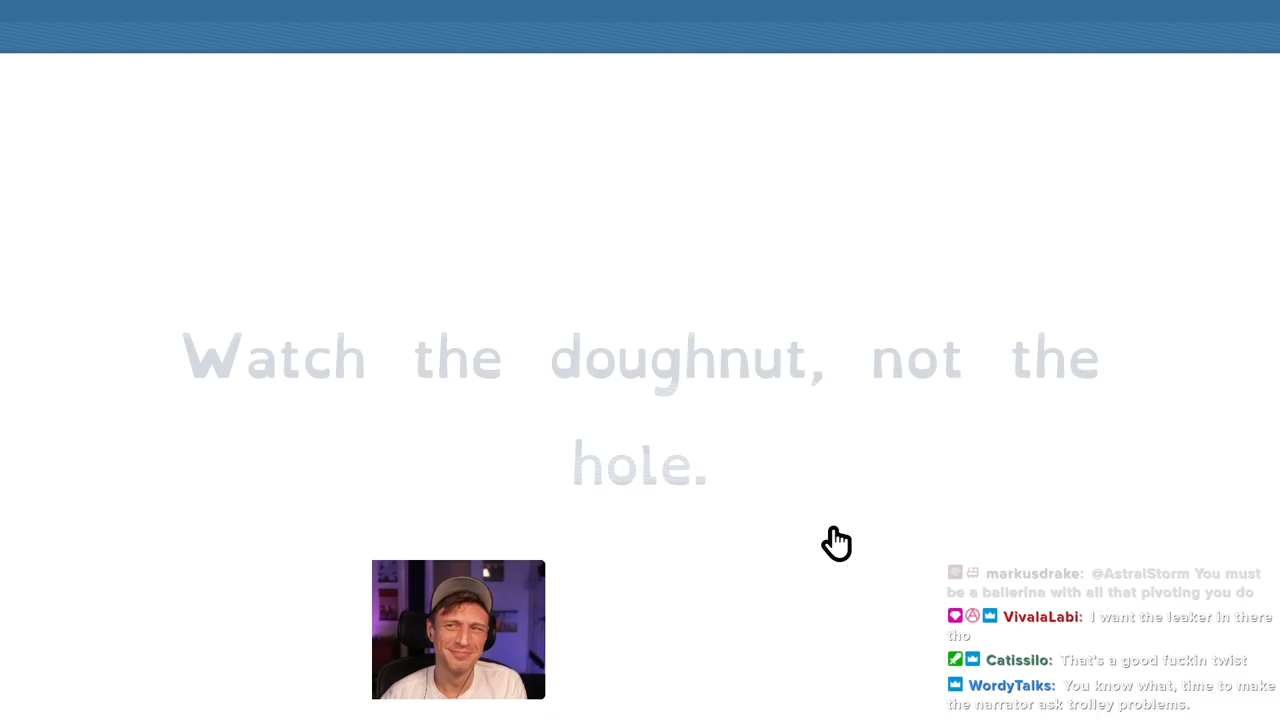 Watch the doughnut, not the
hole.
markusdrake: @AstralStorm You must
be a ballerina with all that pivoting you do
VivalaLabi: I want the leaker in there
tho
Catissilo: That's a good fuckin twist
WordyTalks: You know what, time to make
the narrator ask trolley problems.